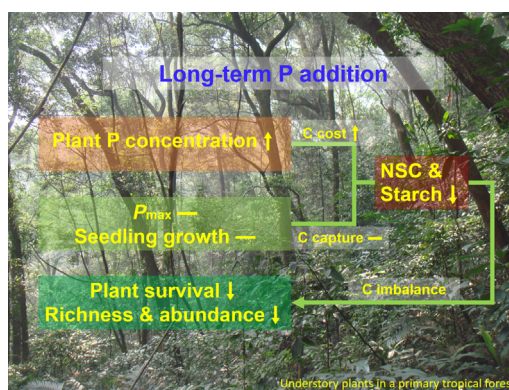 Long-term P addition
Plant P concentration ↑
C cost ↑
NSC &
Starch ↓
Pmax —
Seedling growth —
C capture —
Plant survival ↓
Richness & abundance ↓
C imbalance
Understory plants in a primary tropical fores